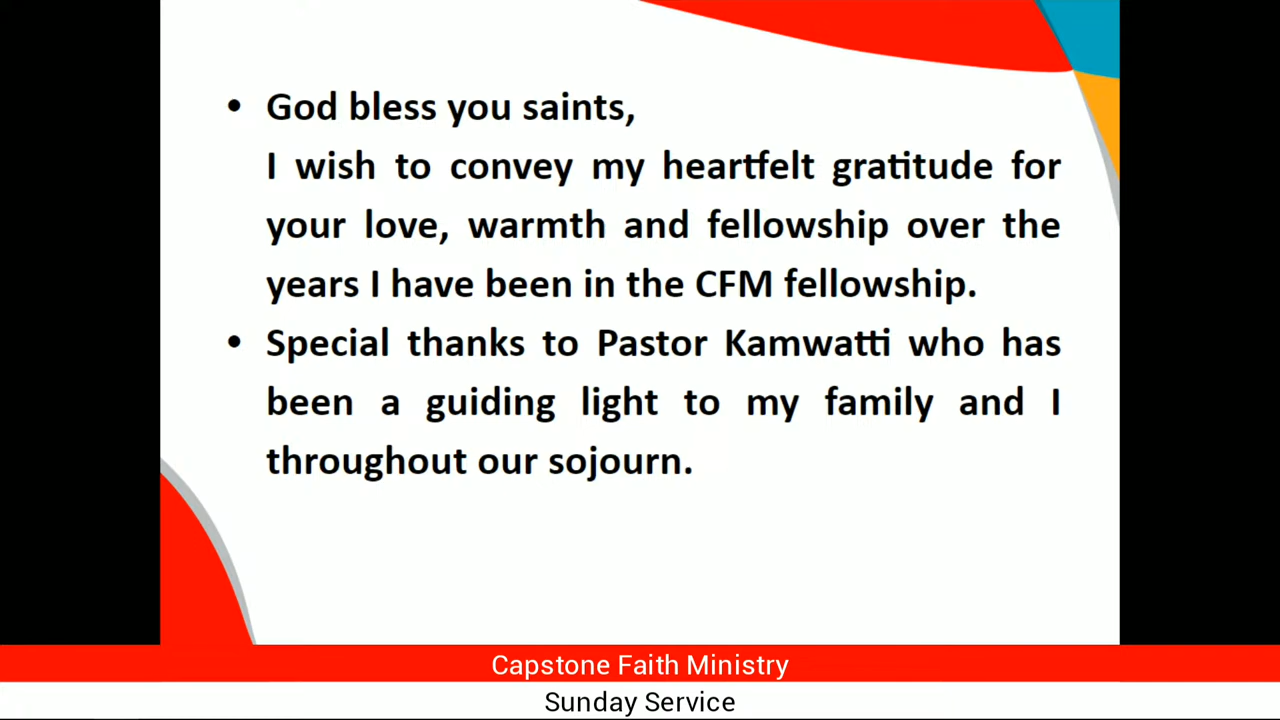 • God bless you saints,
I wish to convey my heartfelt gratitude for
your love, warmth and fellowship over the
years I have been in the CFM fellowship.
• Special thanks to Pastor Kamwatti who has
been a guiding light to my family and I
throughout our sojourn.
Capstone Faith Ministry
Sunday Service